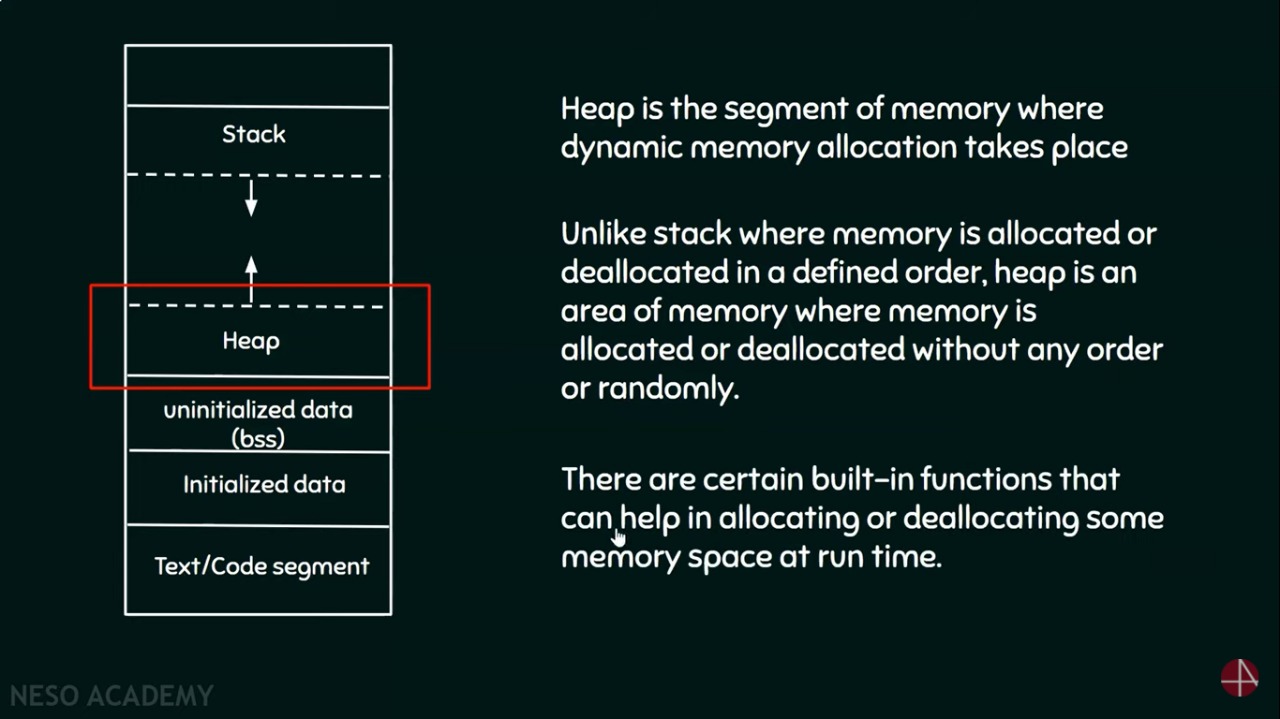 Stack
Heap
uninitialized data
(bss)
Initialized data
Text/Code segment
Heap is the segment of memory where
dynamic memory allocation takes place
Unlike stack where memory is allocated or
deallocated in a defined order, heap is an
area of memory where memory is
allocated or deallocated without any order
or randomly.
There are certain built-in functions that
can help in allocating or deallocating some
memory space at run time.
NESO ACADEMY